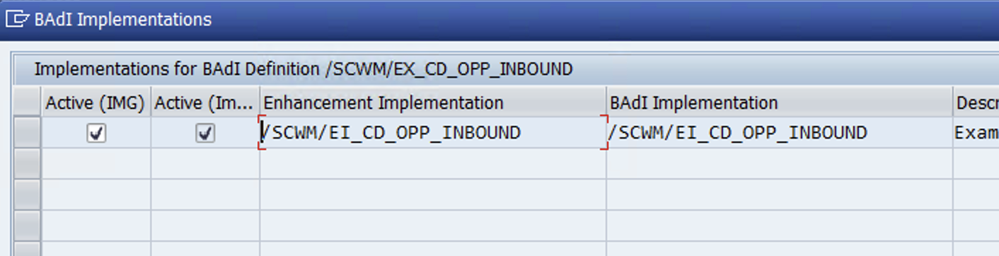 BAdI Implementations
Implementations for BAdI Definition /SCWM/EX_CD_OPP_INBOUND
Active (IMG) Active (Im... Enhancement Implementation BAdI Implementation Descr
/SCWM/EI_CD_OPP_INBOUND /SCWM/EI_CD_OPP_INBOUND Exam